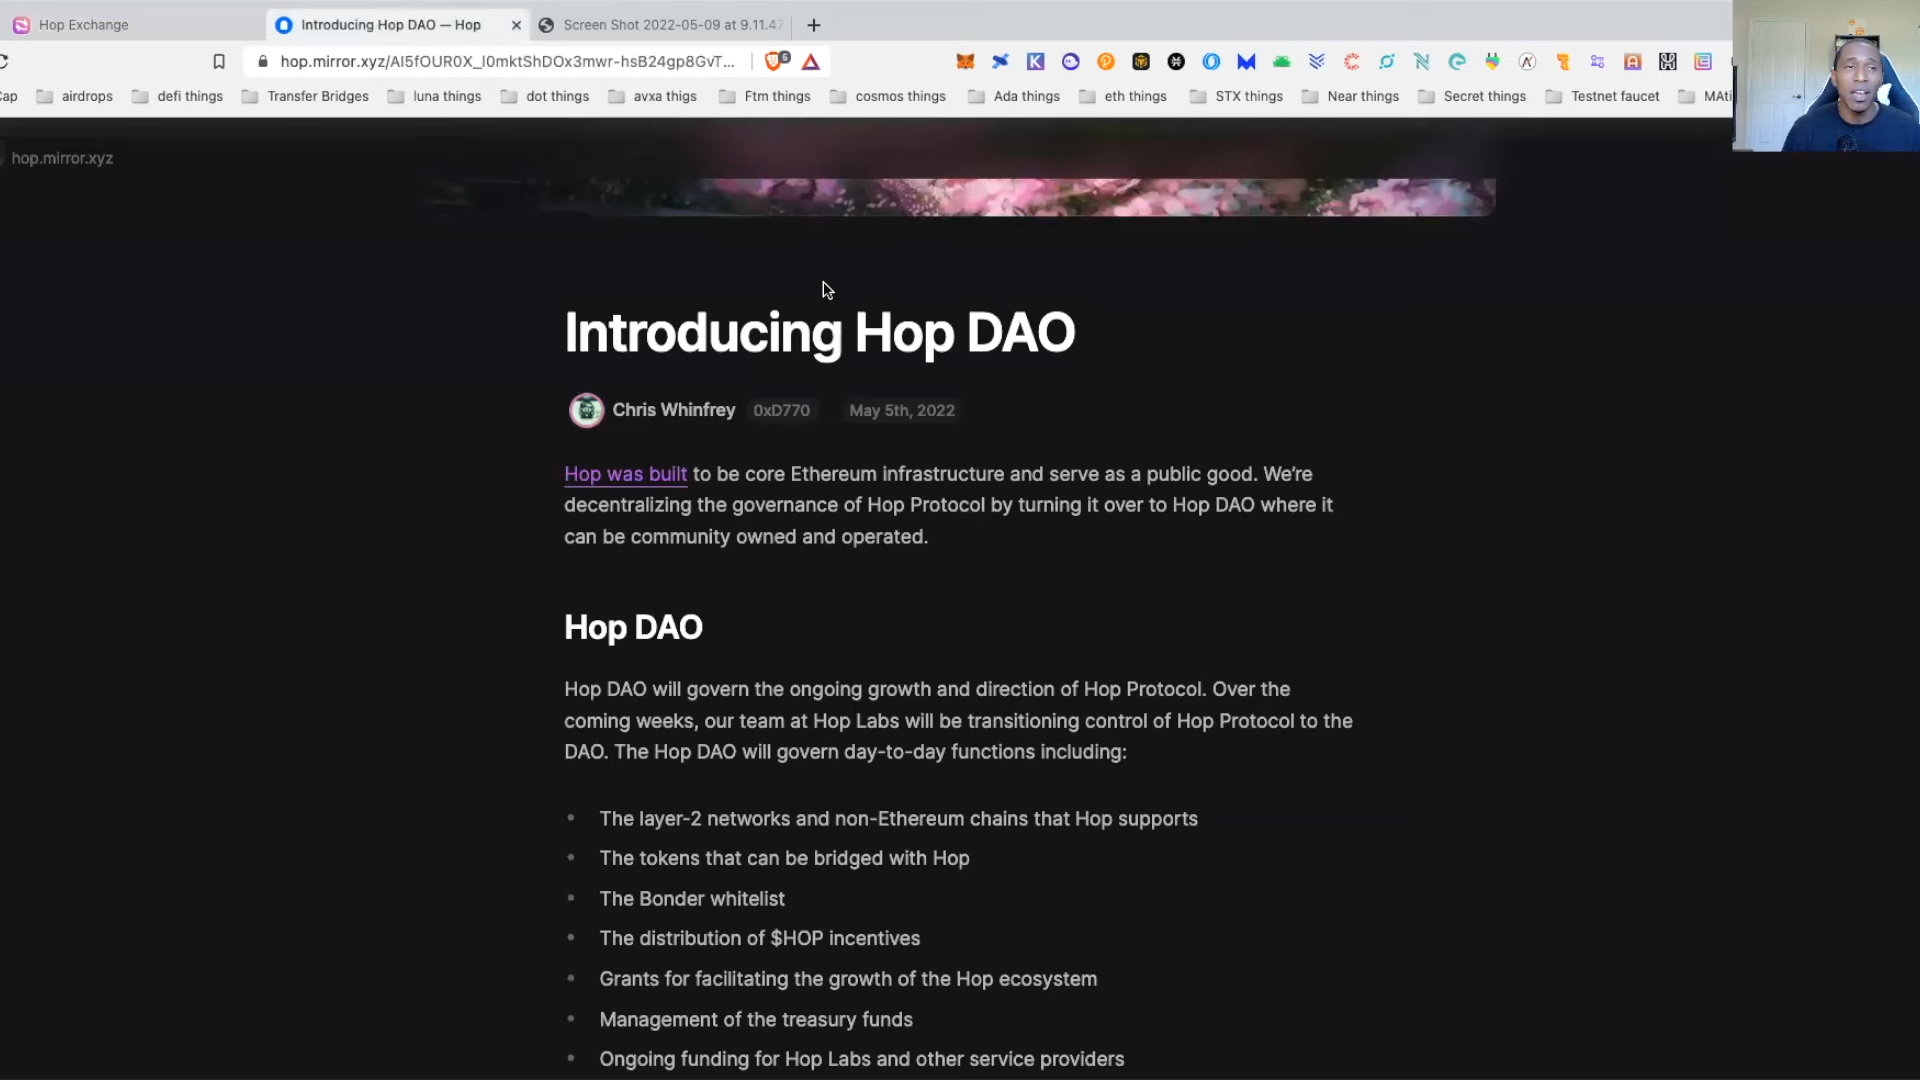 Hop Exchange
Introducing Hop DAO — Hop
Screen Shot 2022-05-09 at 9.11.47
hop.mirror.xyz/AI5fOUR0X_I0mktShDOx3mwr-hsB24gp8GvT...
6
Cap airdrops defi things Transfer Bridges luna things dot things avxa thigs Ftm things cosmos things Ada things eth things STX things Near things Secret things Testnet faucet MAti
hop.mirror.xyz
Introducing Hop DAO
Chris Whinfrey 0xD770 May 5th, 2022
Hop was built to be core Ethereum infrastructure and serve as a public good. We’re
decentralizing the governance of Hop Protocol by turning it over to Hop DAO where it
can be community owned and operated.
Hop DAO
Hop DAO will govern the ongoing growth and direction of Hop Protocol. Over the
coming weeks, our team at Hop Labs will be transitioning control of Hop Protocol to the
DAO. The Hop DAO will govern day-to-day functions including:
• The layer-2 networks and non-Ethereum chains that Hop supports
• The tokens that can be bridged with Hop
• The Bonder whitelist
• The distribution of $HOP incentives
• Grants for facilitating the growth of the Hop ecosystem
• Management of the treasury funds
• Ongoing funding for Hop Labs and other service providers